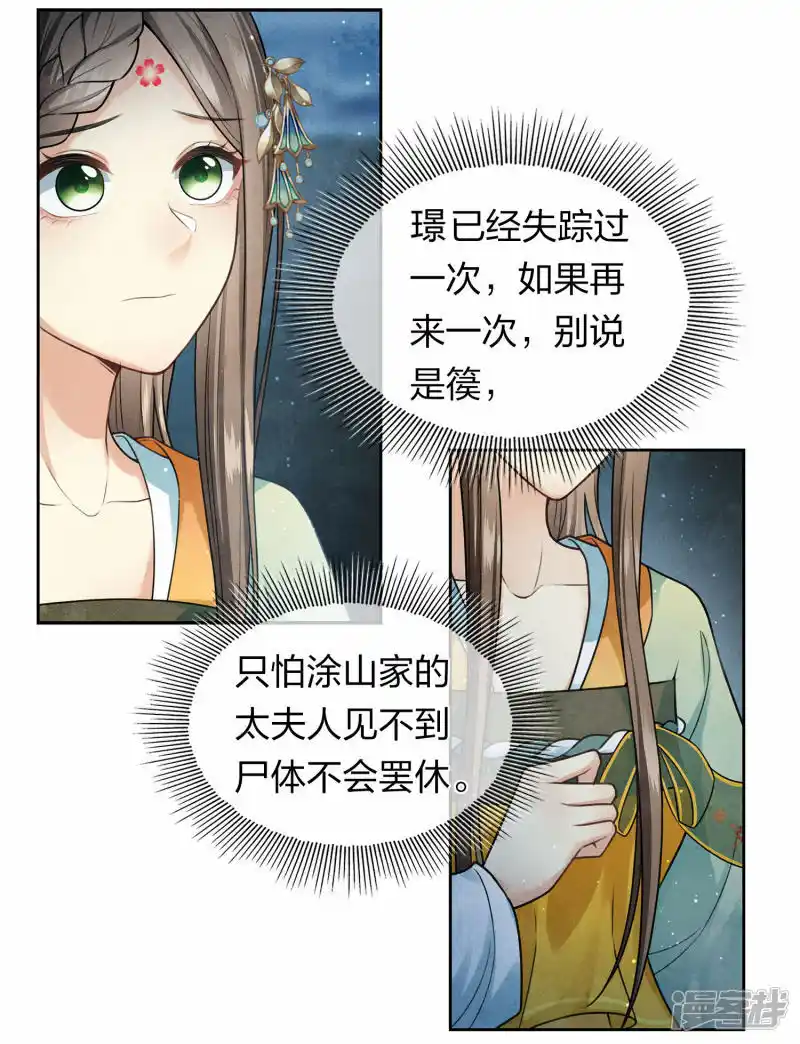 璟已经失踪过
一次，如果再
来一次，别说
是篌，
只怕涂山家的
太夫人见不到
尸体不会罢休。
漫客栈